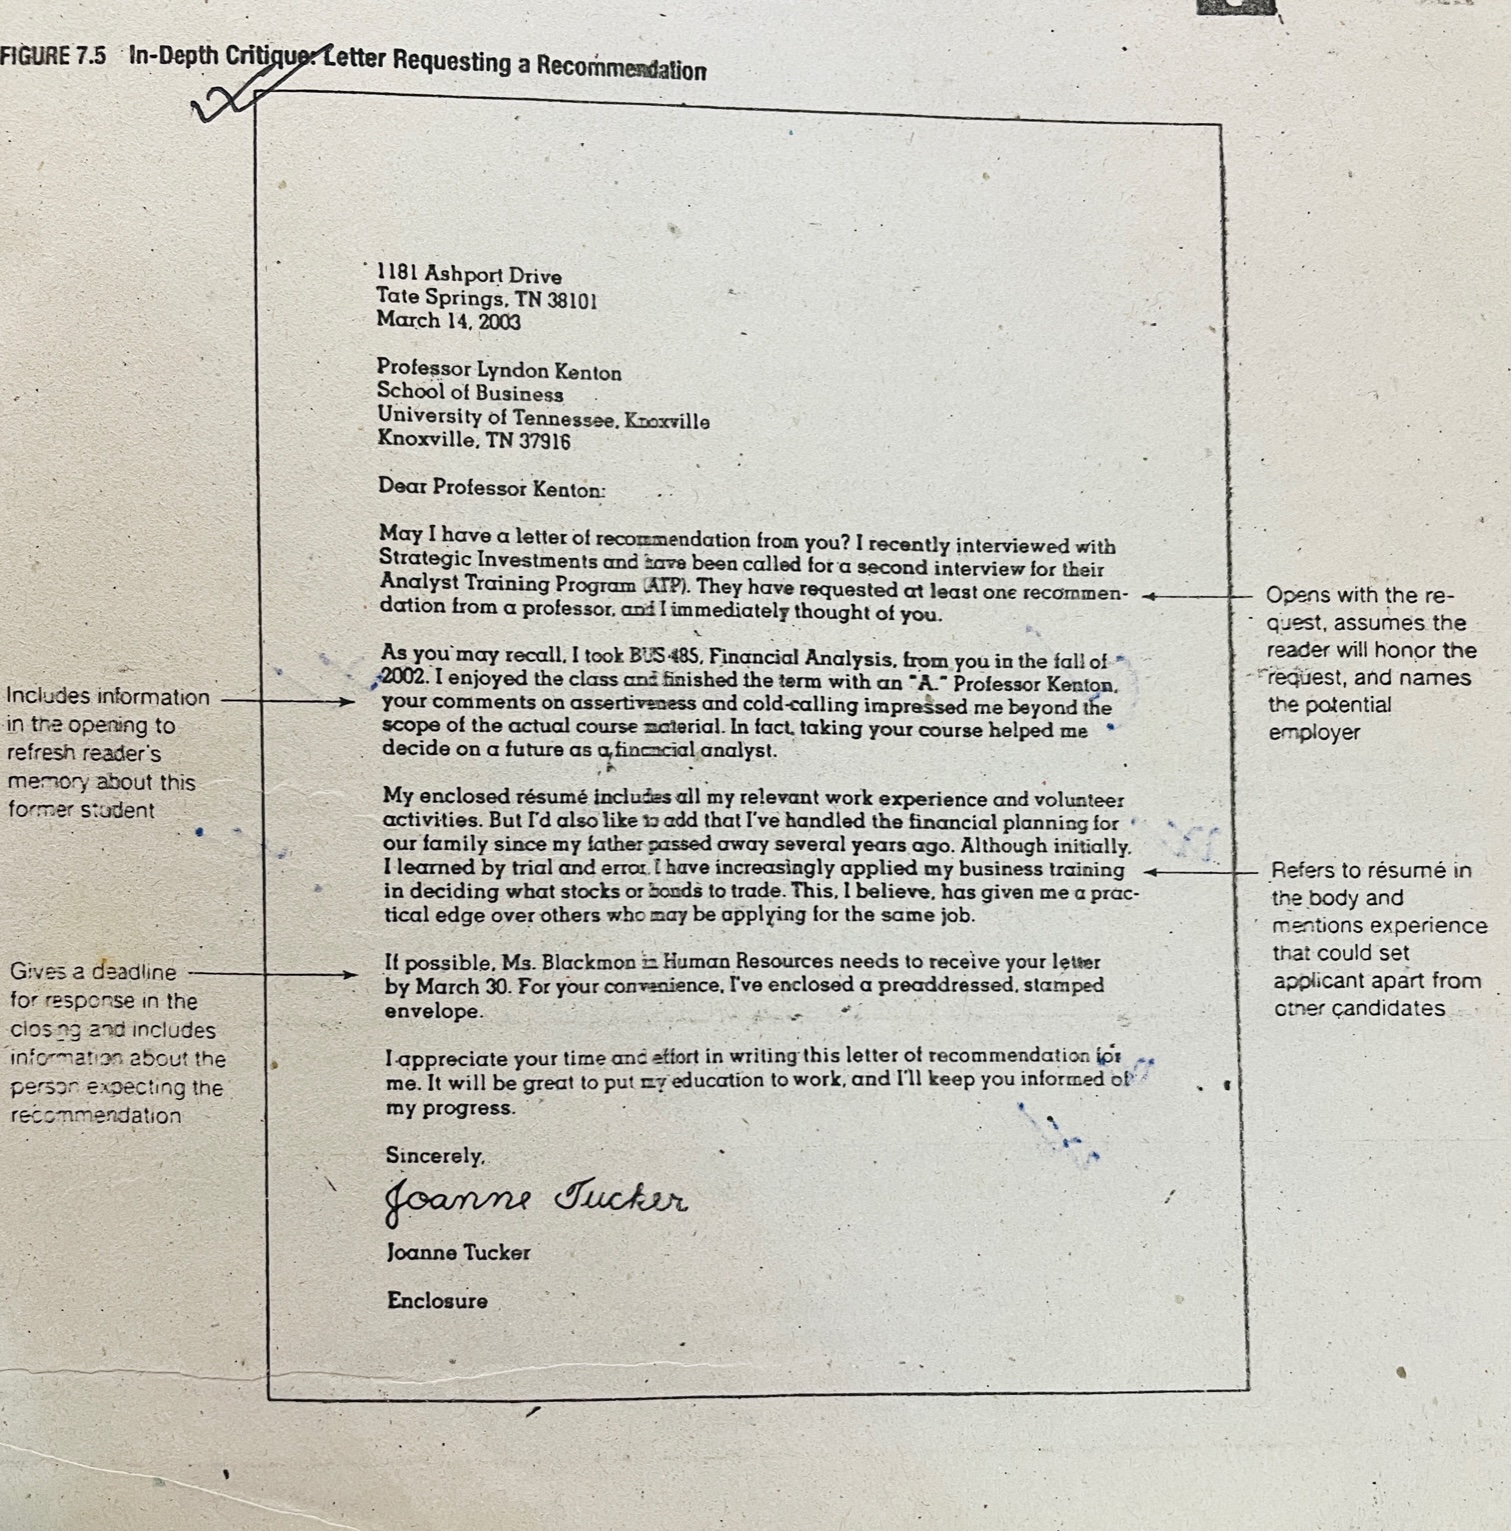 FIGURE 7.5 In-Depth Critique: Letter Requesting a Recommendation
1181 Ashport Drive
Tate Springs, TN 38101
March 14, 2003
Professor Lyndon Kenton
School of Business
University of Tennessee, Knoxville
Knoxville, TN 37916
Dear Professor Kenton:
May I have a letter of recommendation from you? I recently interviewed with
Strategic Investments and have been called for a second interview for their
Analyst Training Program (ATP). They have requested at least one recommen-
dation from a professor, and I immediately thought of you.
As you may recall, I took BUS 485, Financial Analysis, from you in the fall of
2002. I enjoyed the class and finished the term with an "A." Professor Kenton,
your comments on assertiveness and cold-calling impressed me beyond the
scope of the actual course material. In fact, taking your course helped me
decide on a future as a financial analyst.
My enclosed résumé includes all my relevant work experience and volunteer
activities. But I'd also like to add that I've handled the financial planning for
our family since my father passed away several years ago. Although initially,
I learned by trial and error, I have increasingly applied my business training
in deciding what stocks or bonds to trade. This, I believe, has given me a prac-
tical edge over others who may be applying for the same job.
If possible, Ms. Blackmon in Human Resources needs to receive your letter
by March 30. For your convenience, I've enclosed a preaddressed, stamped
envelope.
I appreciate your time and effort in writing this letter of recommendation for
me. It will be great to put my education to work, and I'll keep you informed of
my progress.
Sincerely,
Joanne Tucker
Joanne Tucker
Enclosure
Includes information
in the opening to
refresh reader's
memory about this
former student
Gives a deadline
for response in the
closing and includes
information about the
person expecting the
recommendation
Opens with the re-
quest, assumes the
reader will honor the
request, and names
the potential
employer
Refers to résumé in
the body and
mentions experience
that could set
applicant apart from
other candidates